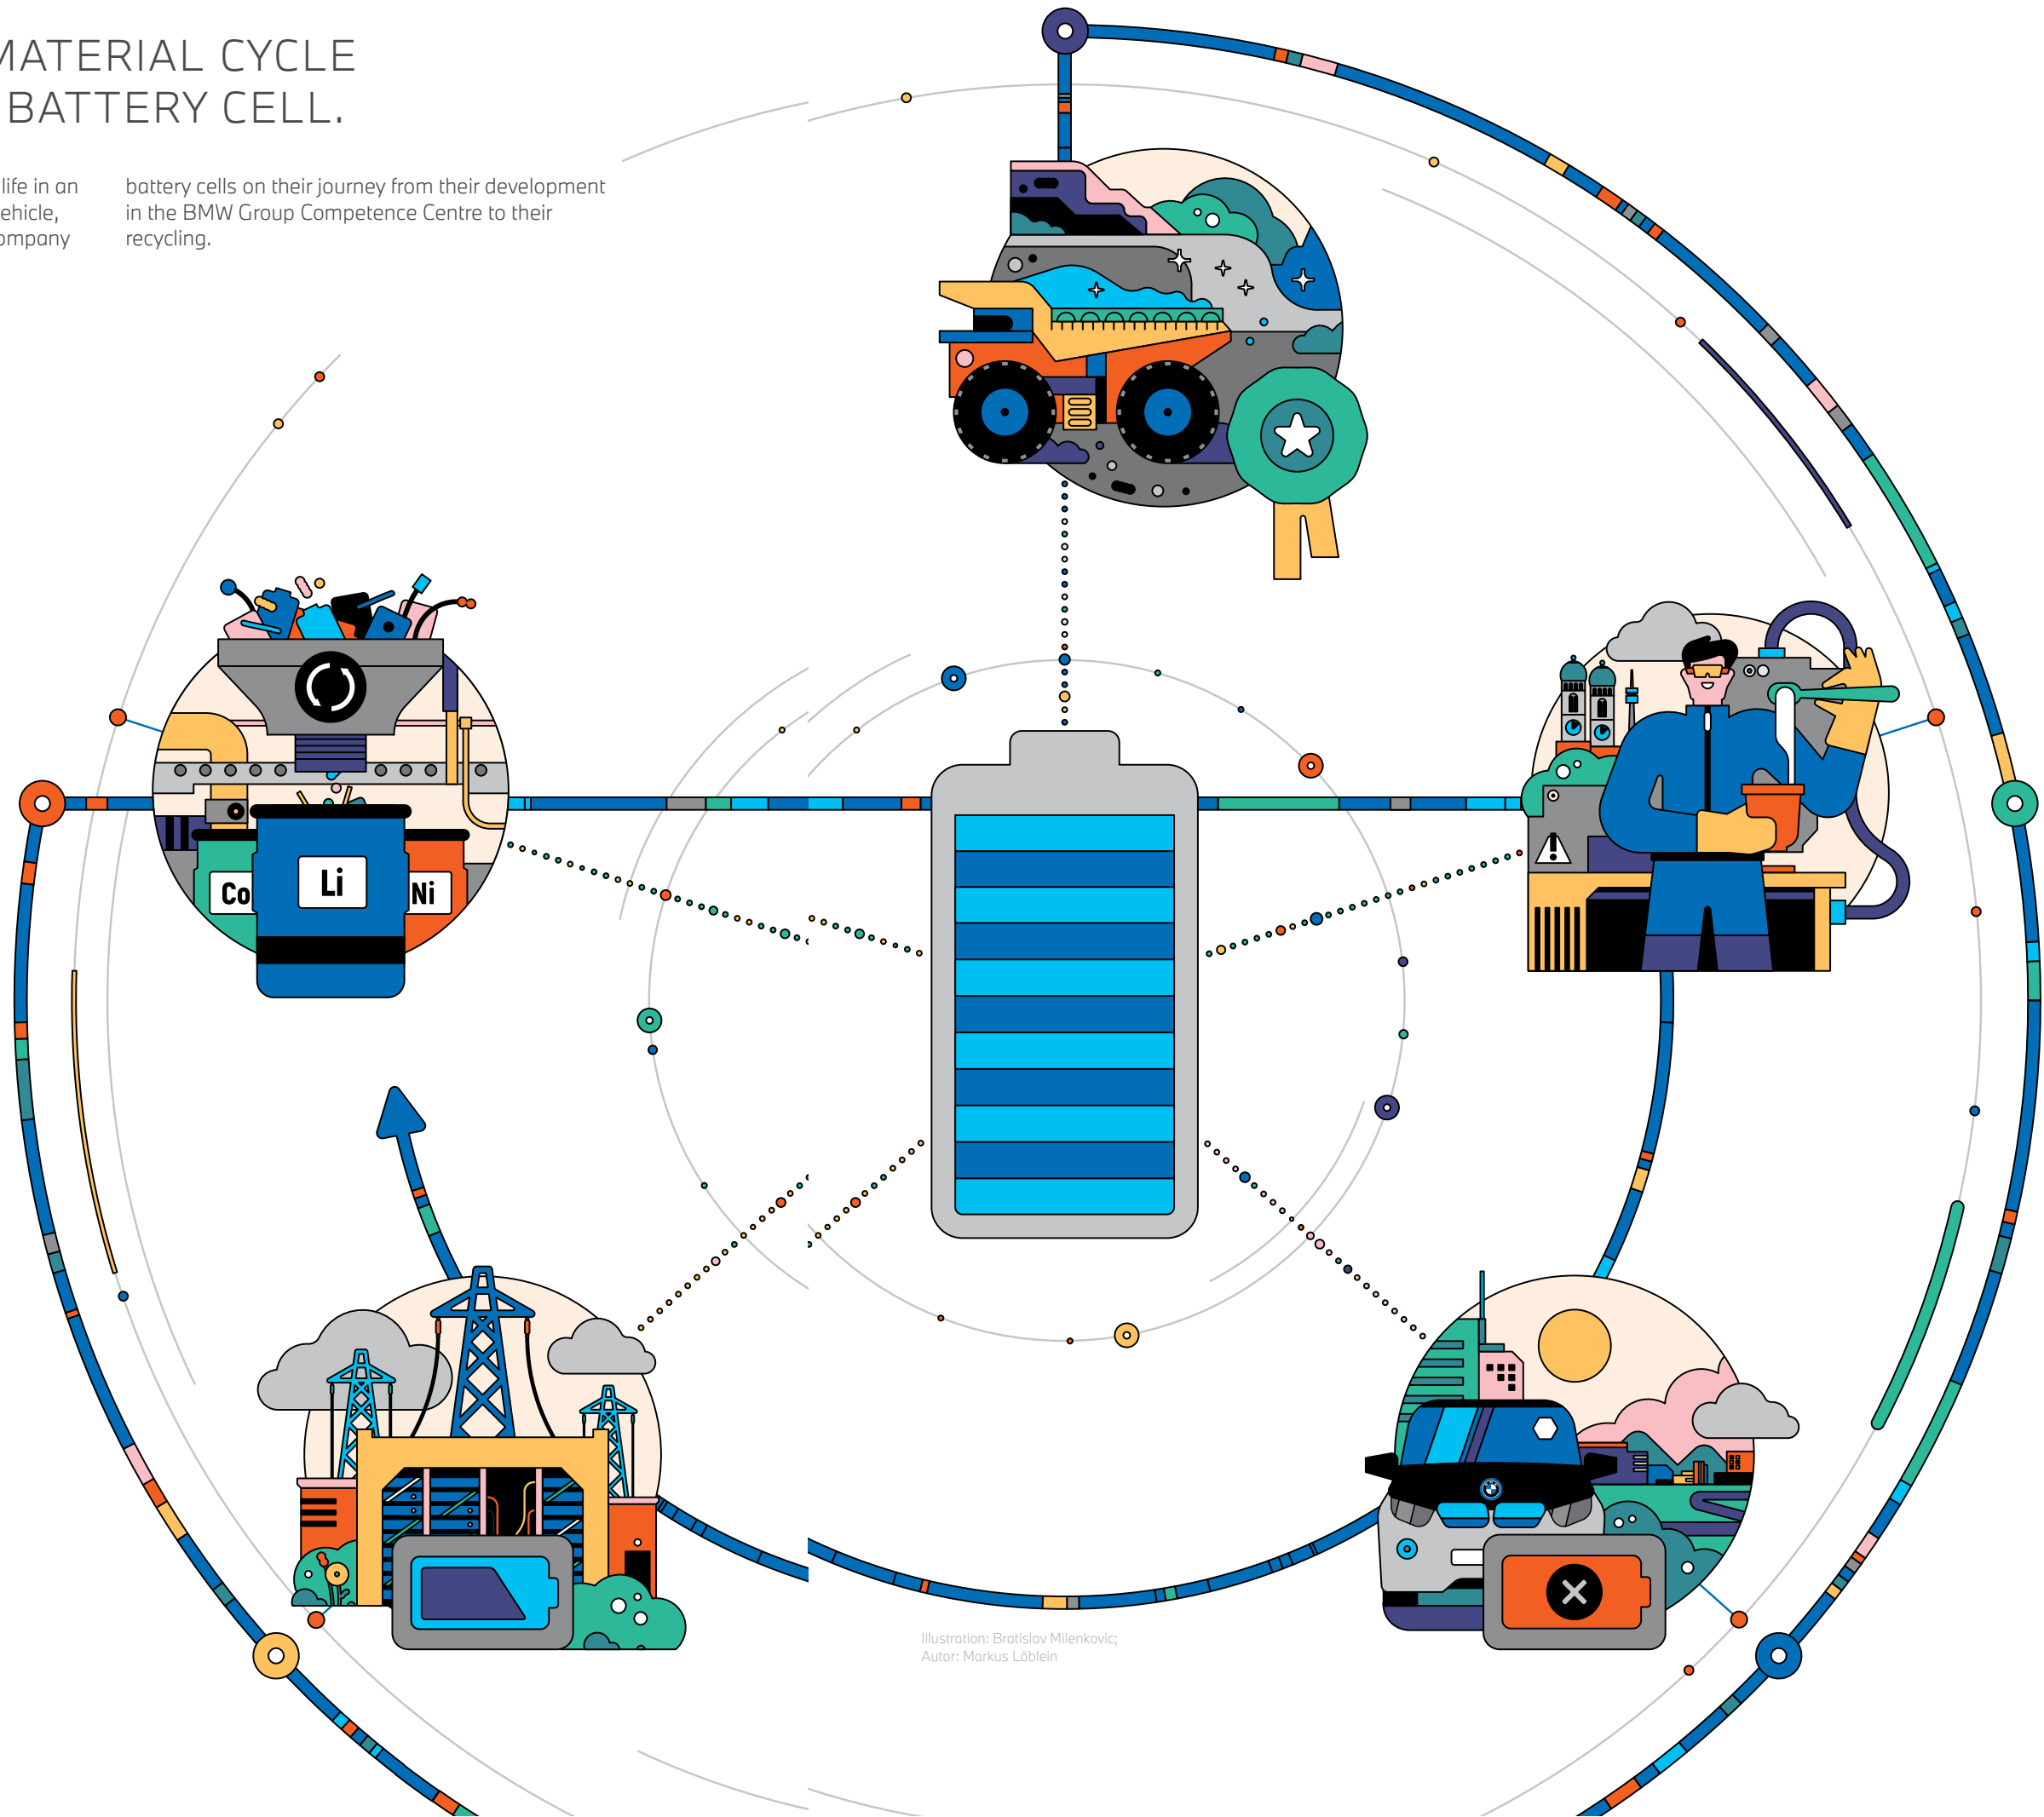 MATERIAL CYCLE
BATTERY CELL.
life in an
ehicle,
ompany
battery cells on their journey from their development
in the BMW Group Competence Centre to their
recycling.
Co
Li
Ni
Illustration: Bratislav Milenkovic;
Autor: Markus Löblein